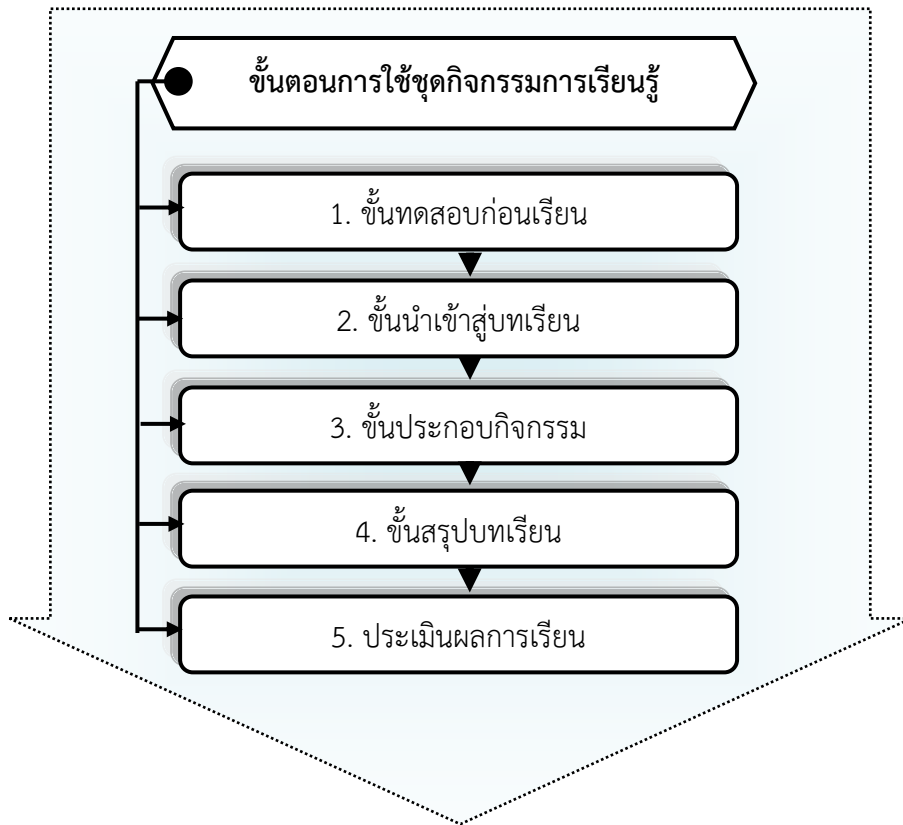 ขั้นตอนการใช้ชุดกิจกรรมการเรียนรู้
1. ขั้นทดสอบก่อนเรียน
2. ขั้นนำเข้าสู่บทเรียน
3. ขั้นประกอบกิจกรรม
4. ขั้นสรุปบทเรียน
5. ประเมินผลการเรียน